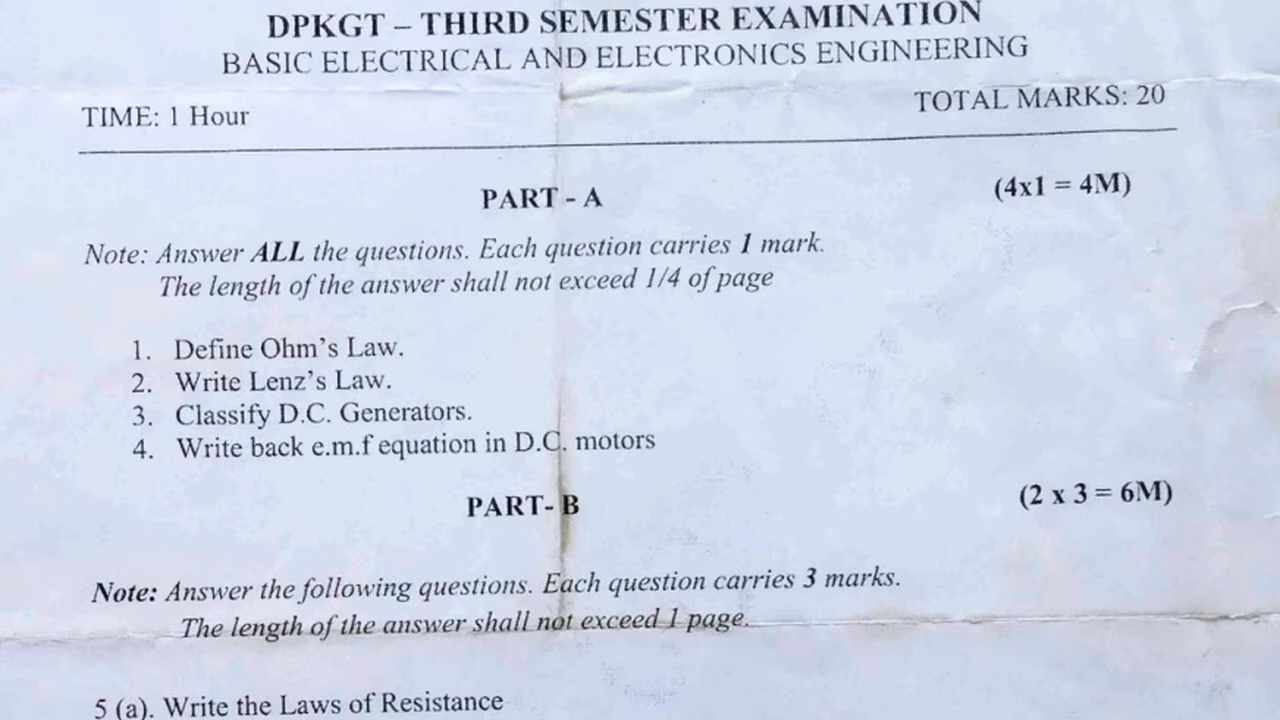 DPKGT – THIRD SEMESTER EXAMINATION
BASIC ELECTRICAL AND ELECTRONICS ENGINEERING
TIME: 1 Hour
TOTAL MARKS: 20
PART - A
(4x1 = 4M)
Note: Answer ALL the questions. Each question carries 1 mark.
The length of the answer shall not exceed 1/4 of page
1. Define Ohm's Law.
2. Write Lenz's Law.
3. Classify D.C. Generators.
4. Write back e.m.f equation in D.C. motors
PART- B
(2 x 3 = 6M)
Note: Answer the following questions. Each question carries 3 marks.
The length of the answer shall not exceed 1 page.
5 (a). Write the Laws of Resistance